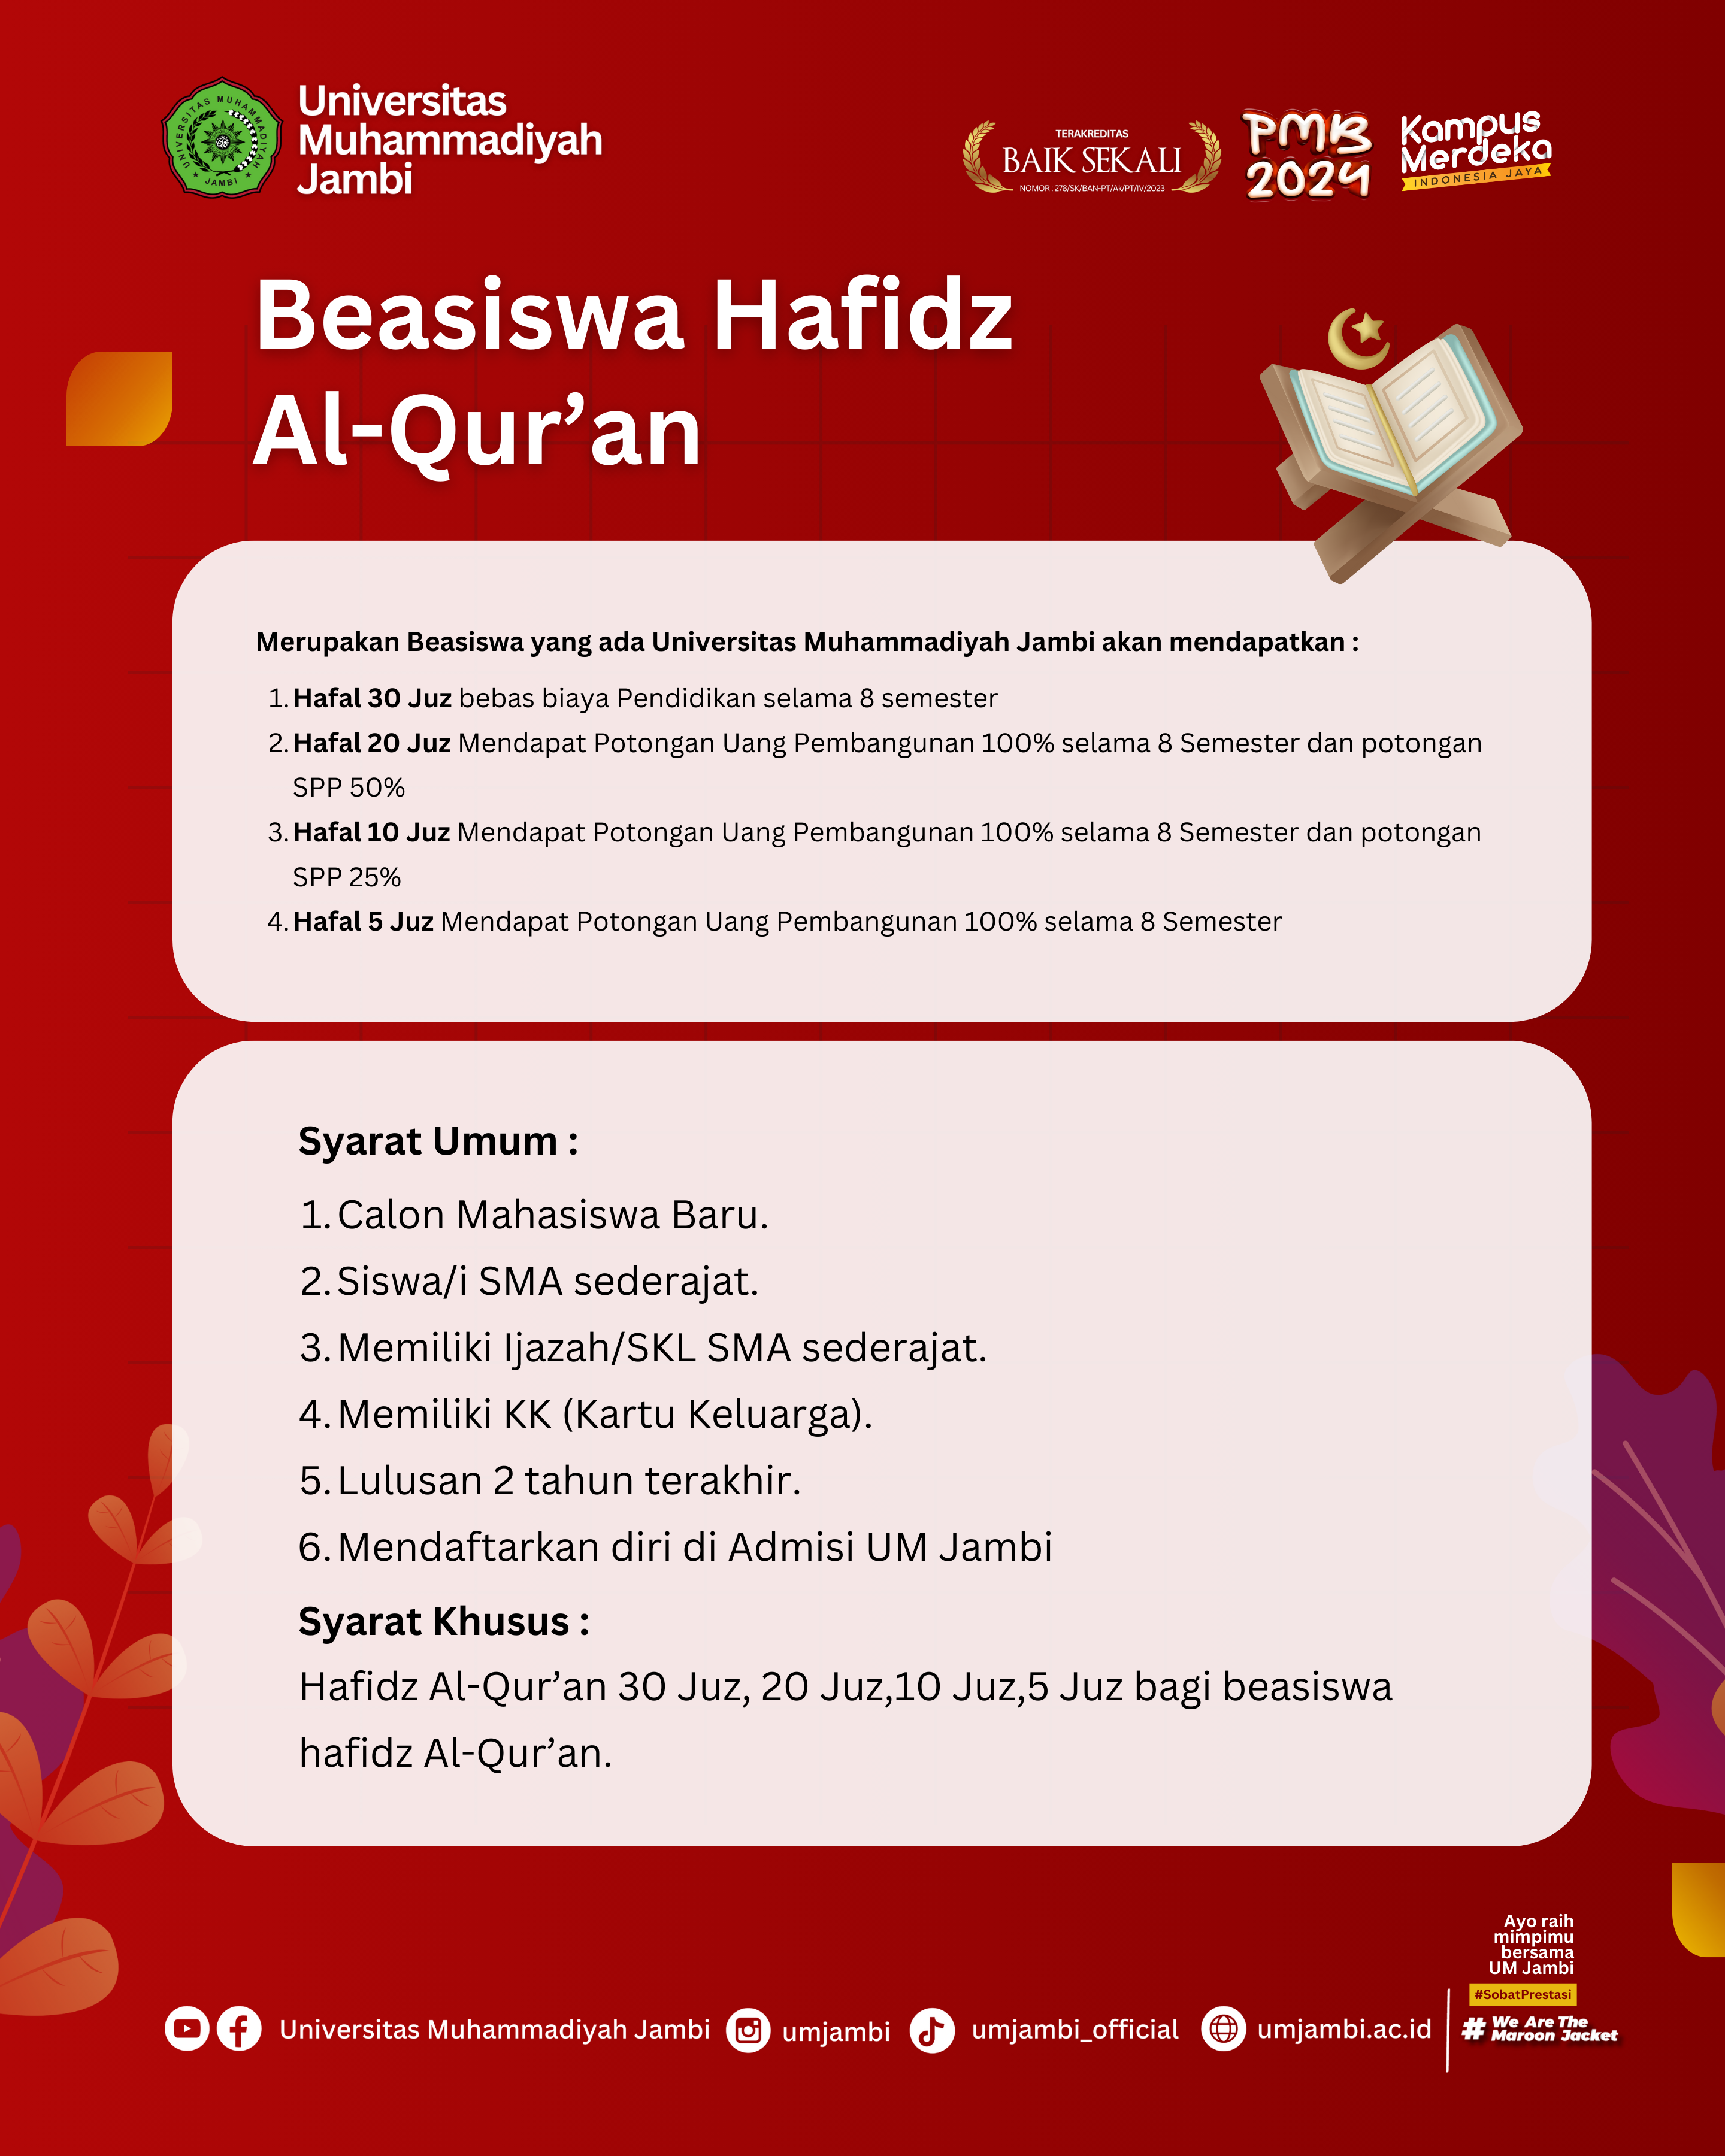 UNIVERSITAS MUHAMMADIYAH
JAMBI
Universitas
Muhammadiyah
Jambi
TERAKREDITAS
BAIK SEKALI
NOMOR : 278/SK/BAN-PT/Ak/PT/IV/2023
PMB
2024
Kampus
Merdeka
INDONESIA JAYA
Beasiswa Hafidz
Al-Qur’an
Merupakan Beasiswa yang ada Universitas Muhammadiyah Jambi akan mendapatkan :
1. Hafal 30 Juz bebas biaya Pendidikan selama 8 semester
2. Hafal 20 Juz Mendapat Potongan Uang Pembangunan 100% selama 8 Semester dan potongan
SPP 50%
3. Hafal 10 Juz Mendapat Potongan Uang Pembangunan 100% selama 8 Semester dan potongan
SPP 25%
4. Hafal 5 Juz Mendapat Potongan Uang Pembangunan 100% selama 8 Semester
Syarat Umum :
1. Calon Mahasiswa Baru.
2. Siswa/i SMA sederajat.
3. Memiliki Ijazah/SKL SMA sederajat.
4. Memiliki KK (Kartu Keluarga).
5. Lulusan 2 tahun terakhir.
6. Mendaftarkan diri di Admisi UM Jambi
Syarat Khusus :
Hafidz Al-Qur’an 30 Juz, 20 Juz,10 Juz,5 Juz bagi beasiswa
hafidz Al-Qur’an.
Universitas Muhammadiyah Jambi
umjambi
umjambi_official
umjambi.ac.id
Ayo raih
mimpimu
bersama
UM Jambi
#SobatPrestasi
# We Are The
Maroon Jacket